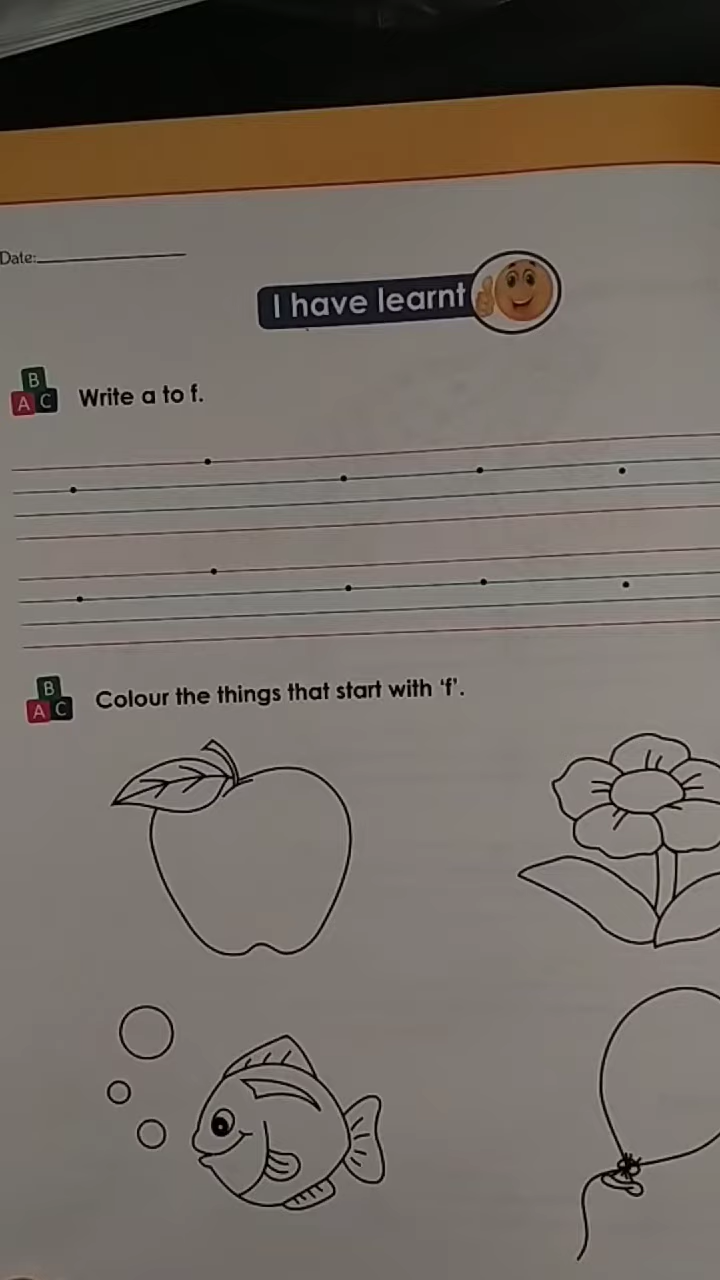 Date:
I have learnt
B
A C
Write a to f.
B
A C
Colour the things that start with ‘f’.